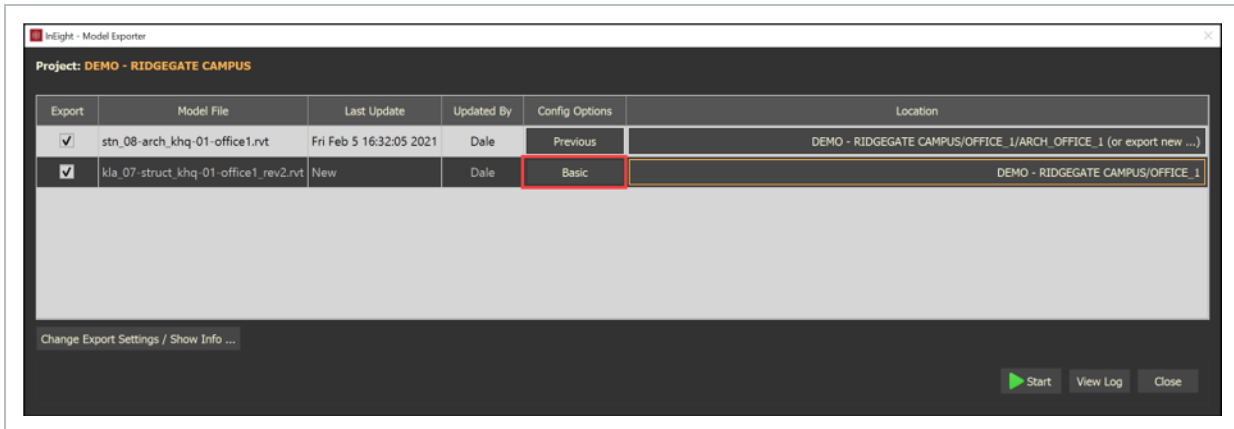 InEight - Model Exporter
Project: DEMO - RIDGEGATE CAMPUS
Export Model File Last Update Updated By Config Options Location
stn_08-arch_khq-01-office1.rvt Fri Feb 5 16:32:05 2021 Dale Previous DEMO - RIDGEGATE CAMPUS/OFFICE_1/ARCH_OFFICE_1 (or export new ...)
kla_07-struct_khq-01-office1_rev2.rvt New Dale Basic DEMO - RIDGEGATE CAMPUS/OFFICE_1
Change Export Settings / Show Info ...
Start View Log Close